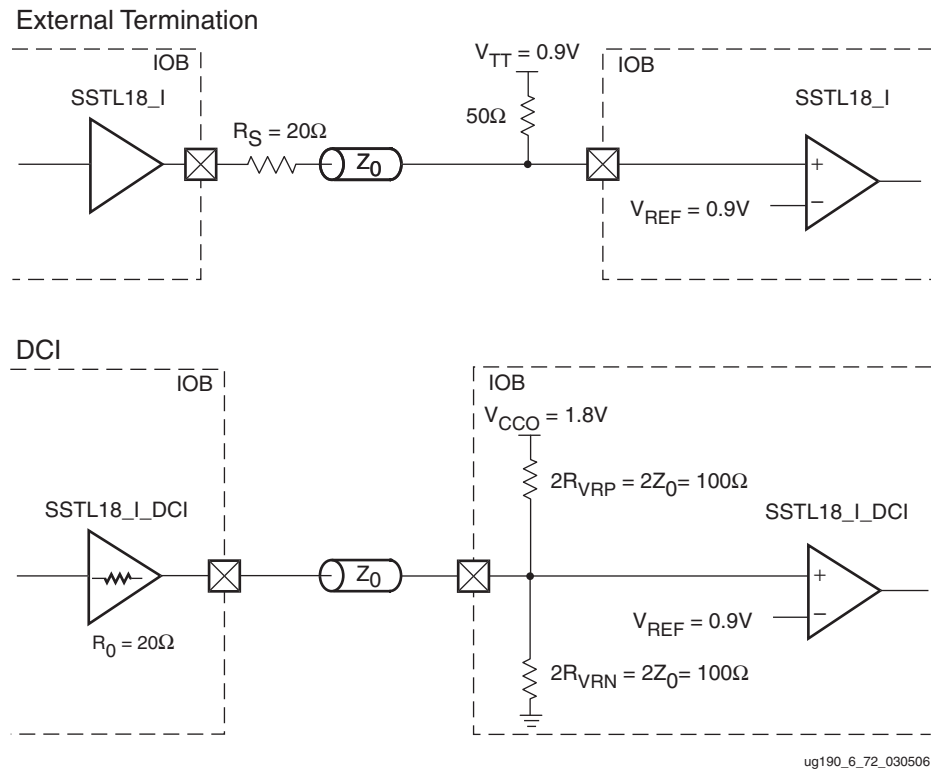 External Termination
IOB
SSTL18_I
R_S = 20Ω
Z_0
V_TT = 0.9V
50Ω
IOB
SSTL18_I
+
–
V_REF = 0.9V
DCI
IOB
SSTL18_I_DCI
R_0 = 20Ω
Z_0
IOB
V_CCO = 1.8V
2R_VRP = 2Z_0= 100Ω
SSTL18_I_DCI
+
–
V_REF = 0.9V
2R_VRN = 2Z_0= 100Ω
ug190_6_72_030506